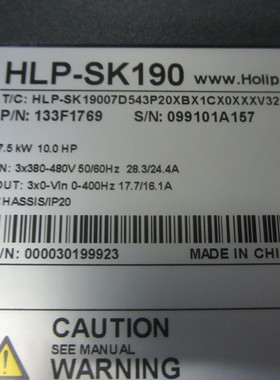 HLP-SK190 www.Holip
T/C: HLP-SK19007D543P20XBX1CX0XXXV32
P/N: 133F1769 S/N: 099101A157
7.5 kW 10.0 HP
N: 3x380-480V 50/60Hz 28.3/24.4A
OUT: 3x0-Vin 0-400Hz 17.7/16.1A
CHASSIS/IP20
/N: 000030199923 MADE IN CHI
CAUTION
SEE MANUAL
WARNING